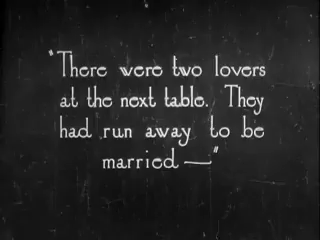 "There were two lovers
at the next table. They
had run away to be
married —"